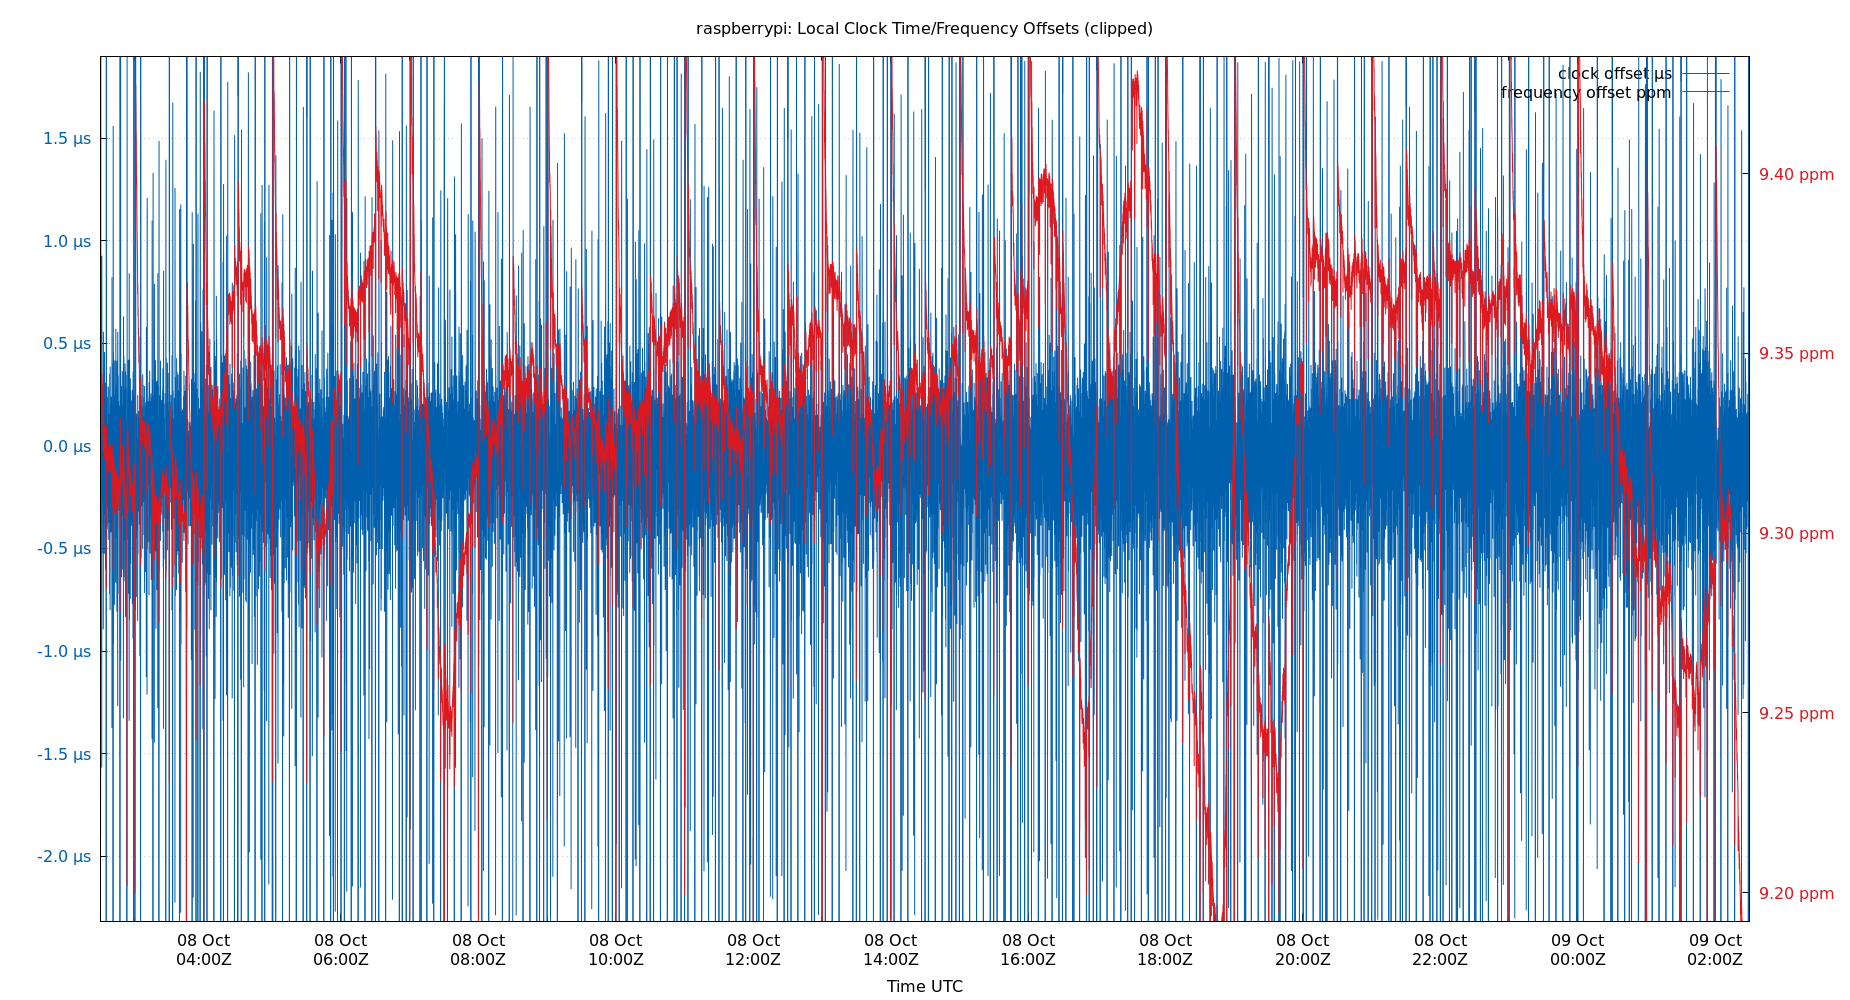 raspberrypi: Local Clock Time/Frequency Offsets (clipped)
clock offset µs
frequency offset ppm
1.5 µs
1.0 µs
0.5 µs
0.0 µs
-0.5 µs
-1.0 µs
-1.5 µs
-2.0 µs
9.40 ppm
9.35 ppm
9.30 ppm
9.25 ppm
9.20 ppm
08 Oct 08 Oct 08 Oct 08 Oct 08 Oct 08 Oct 08 Oct 08 Oct 08 Oct 08 Oct 09 Oct 09 Oct
04:00Z 06:00Z 08:00Z 10:00Z 12:00Z 14:00Z 16:00Z 18:00Z 20:00Z 22:00Z 00:00Z 02:00Z
Time UTC